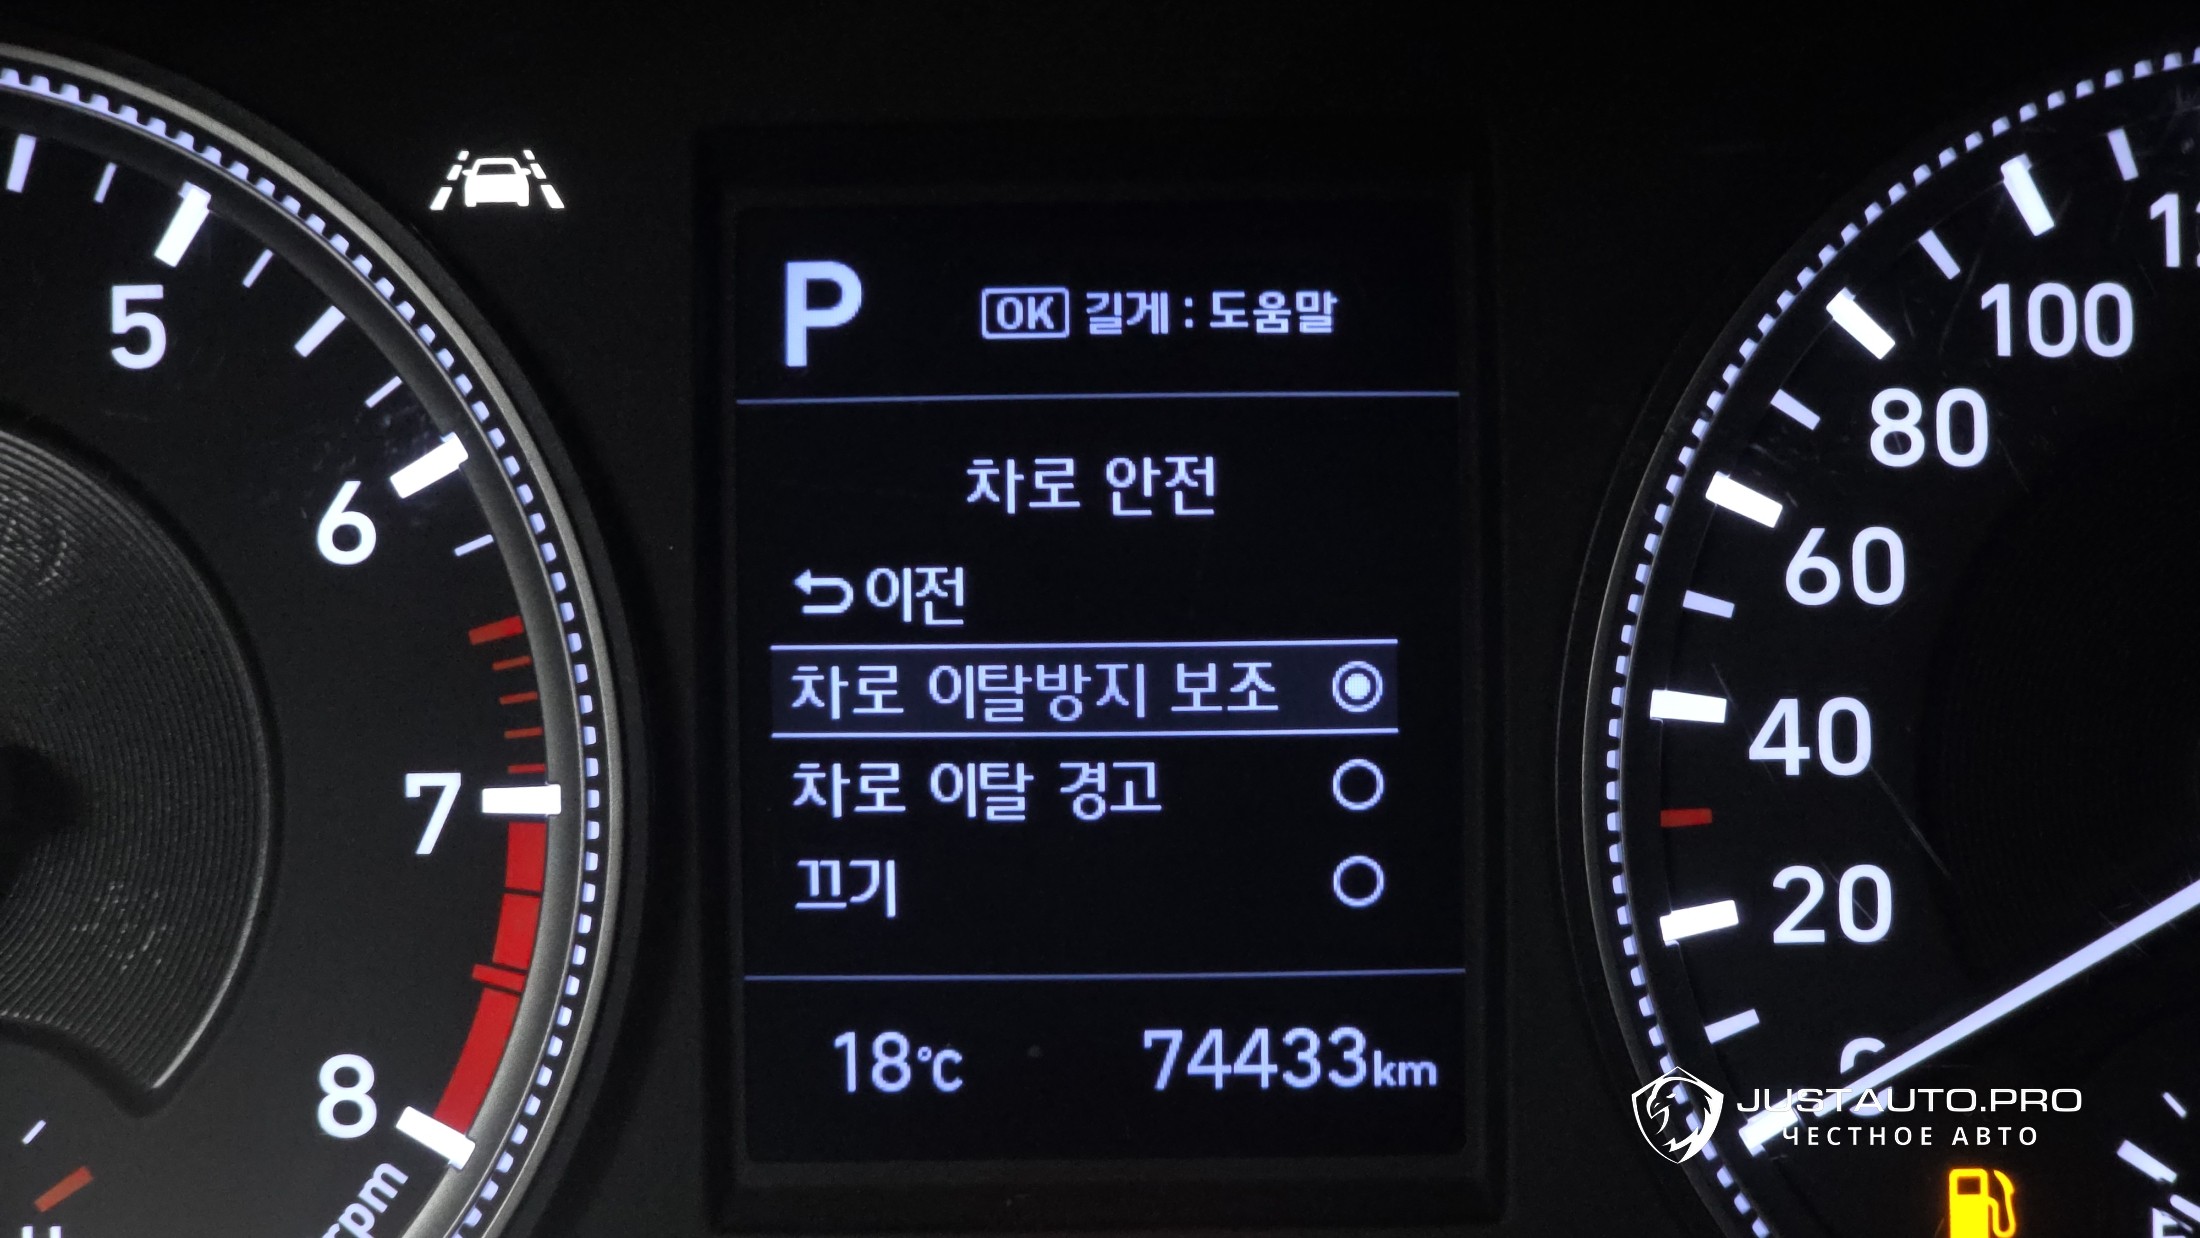 P
OK 길게 : 도움말
차로 안전
이전
차로 이탈방지 보조
차로 이탈 경고
끄기
18°C 74433km
5
6
7
8
rpm
100
80
60
40
20
0
JUSTAUTO.PRO
ЧЕСТНОЕ АВТО